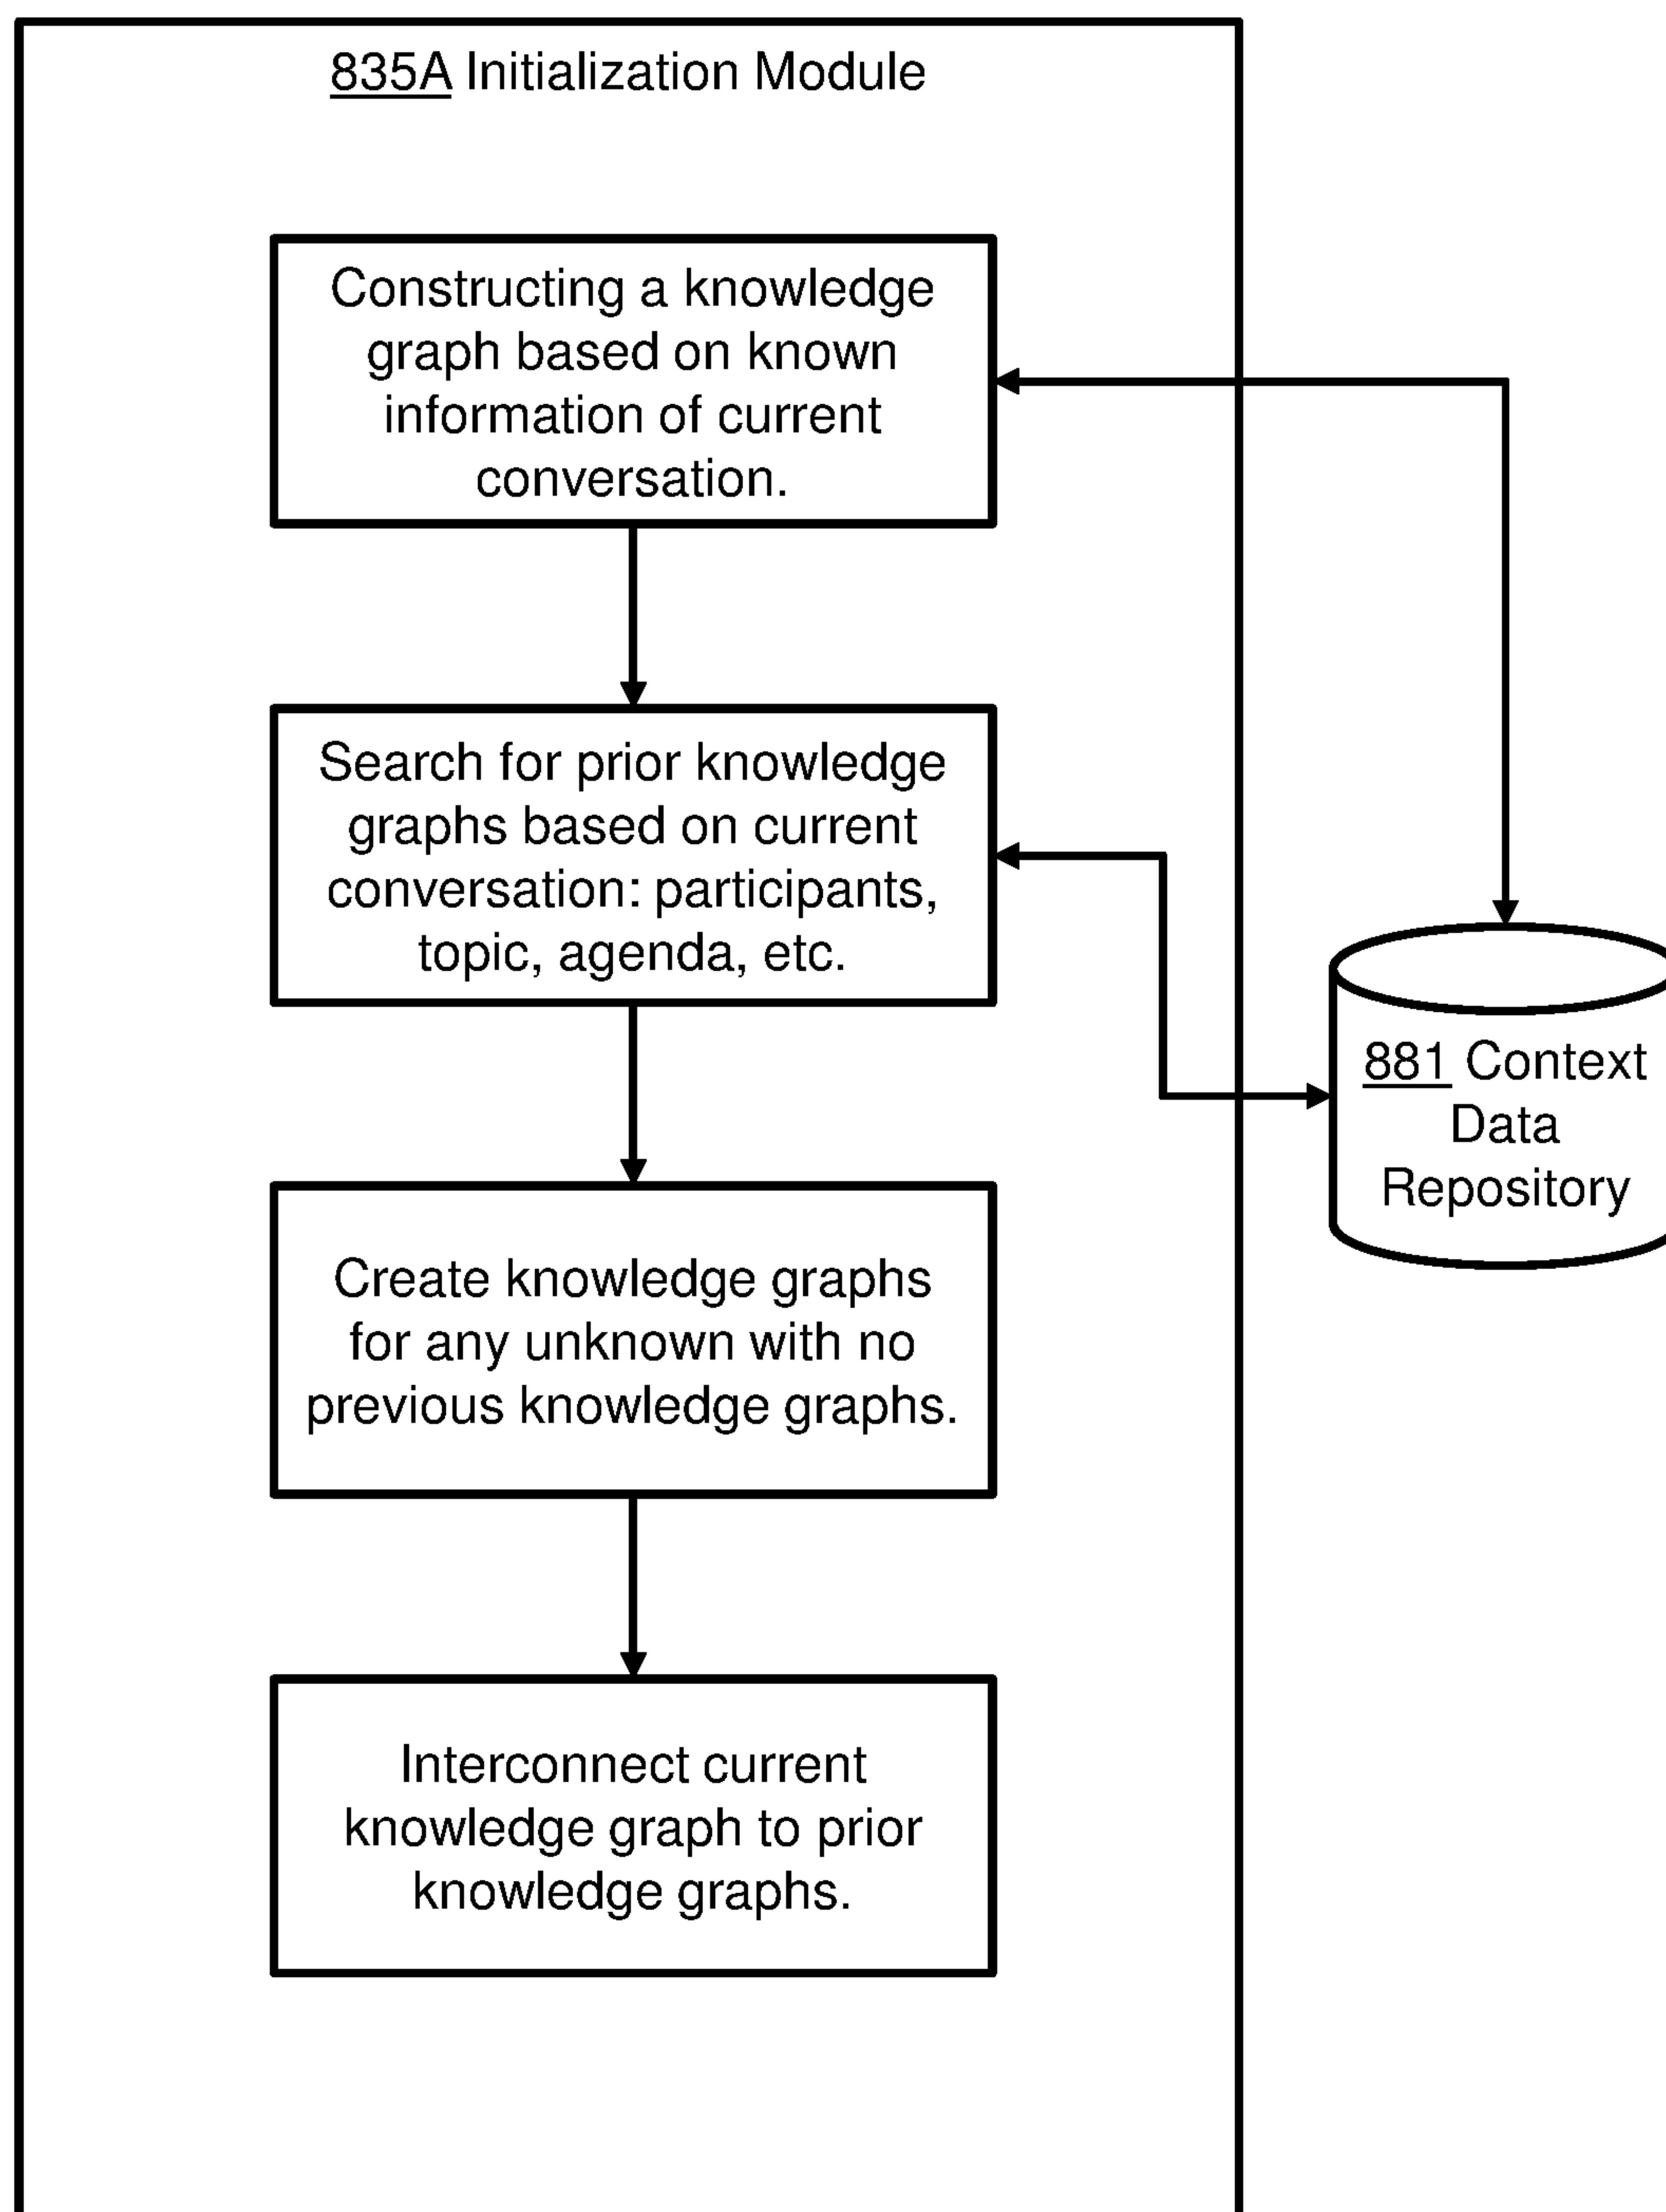 835A Initialization Module
Constructing a knowledge
graph based on known
information of current
conversation.
Search for prior knowledge
graphs based on current
conversation: participants,
topic, agenda, etc.
881 Context
Data
Repository
Create knowledge graphs
for any unknown with no
previous knowledge graphs.
Interconnect current
knowledge graph to prior
knowledge graphs.